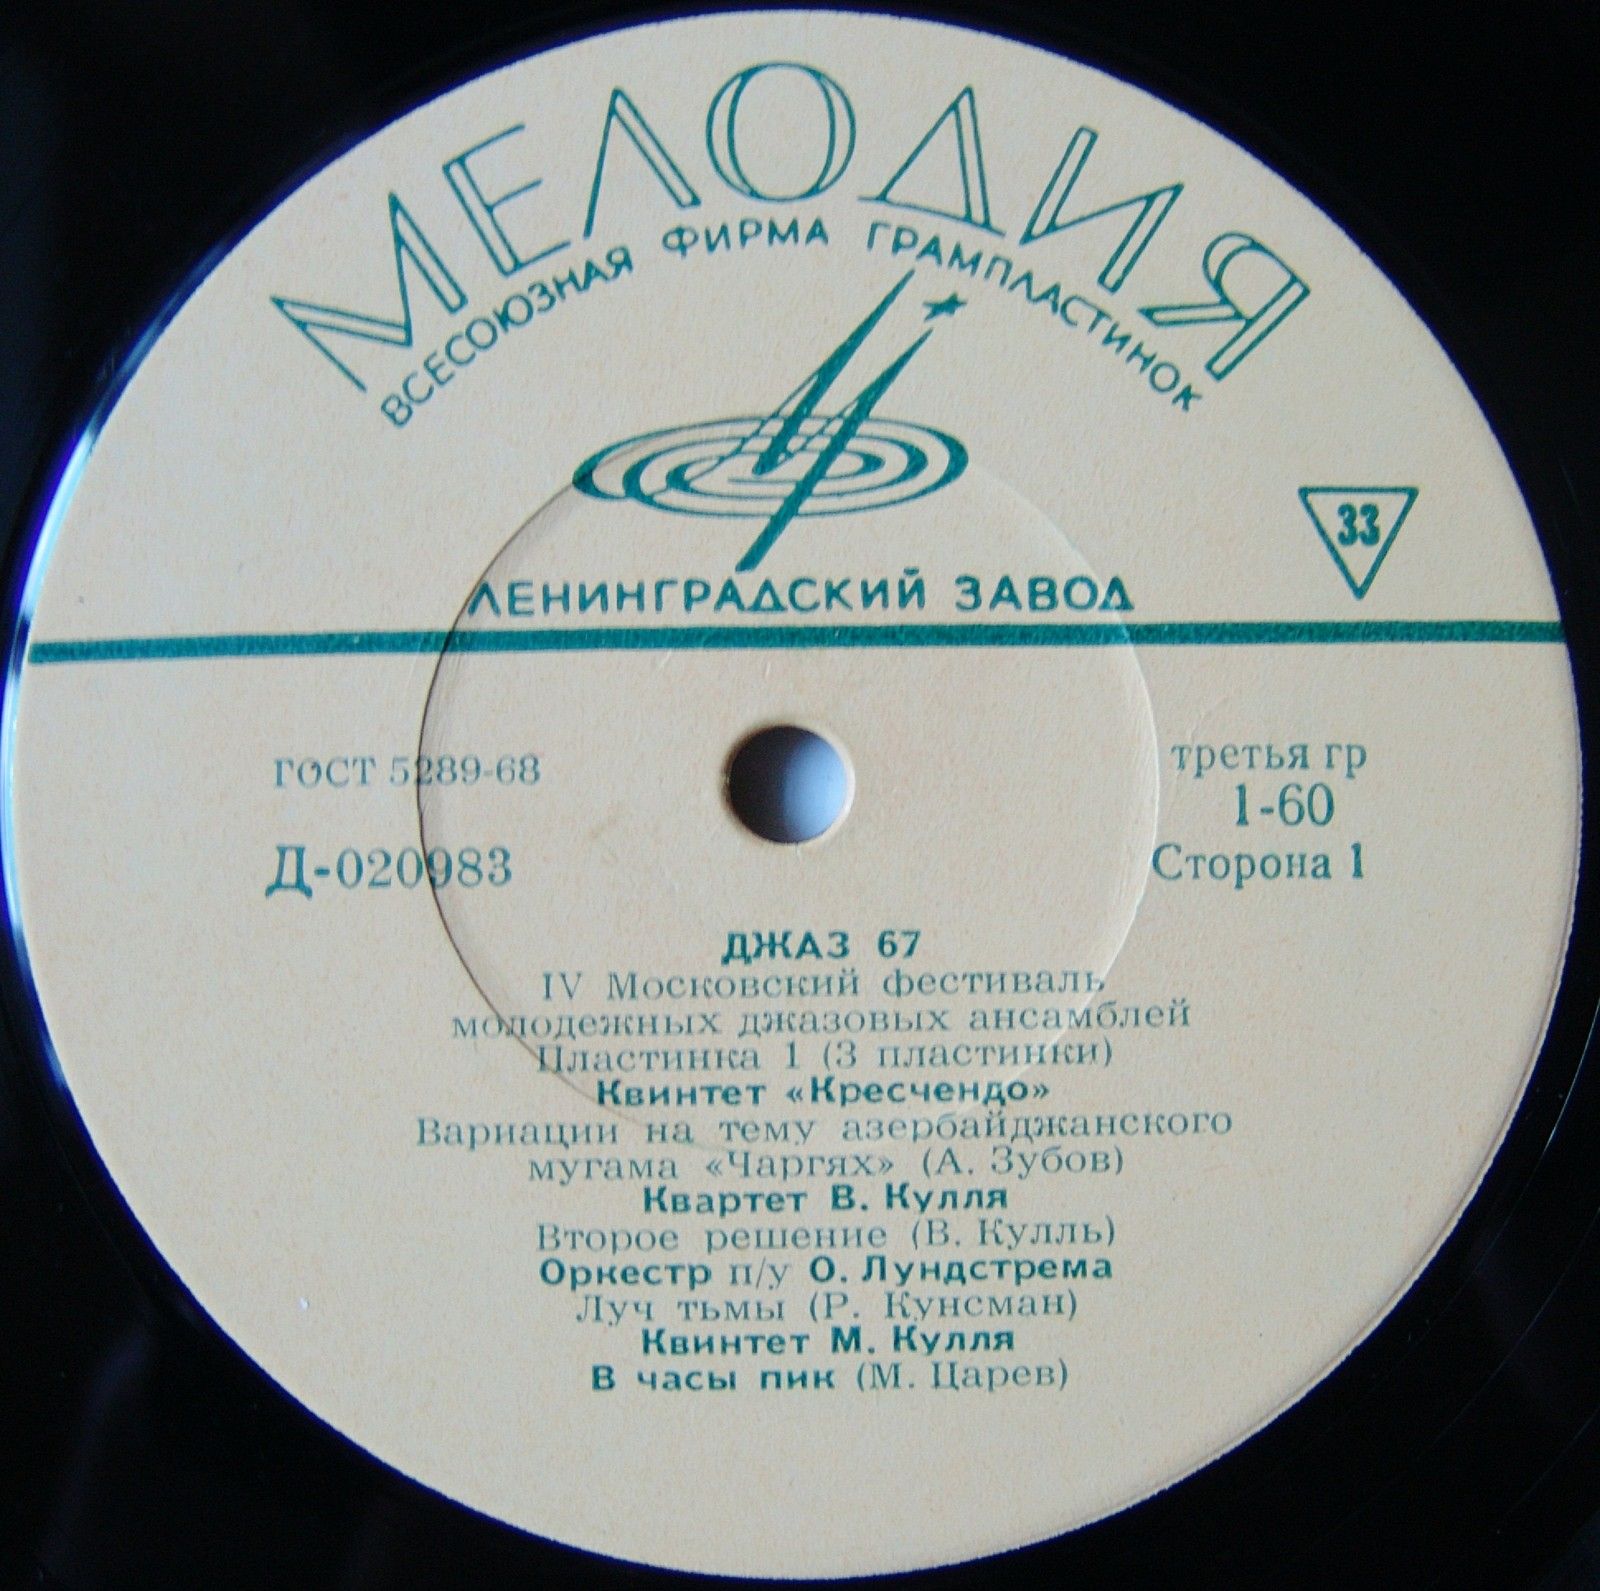 МЕЛОДИЯ
ВСЕСОЮЗНАЯ ФИРМА ГРАМПЛАСТИНОК
33
ЛЕНИНГРАДСКИЙ ЗАВОД
ГОСТ 5289-68
третья гр
1-60
Д-020983
Сторона 1
ДЖАЗ 67
IV Московский фестиваль
молодежных джазовых ансамблей
Пластинка 1 (3 пластинки)
Квинтет «Кресчендо»
Вариации на тему азербайджанского
мугама «Чаргях» (А. Зубов)
Квартет В. Кулля
Второе решение (В. Кулль)
Оркестр п/у О. Лундстрема
Луч тьмы (Р. Кунсман)
Квинтет М. Кулля
В часы пик (М. Царев)